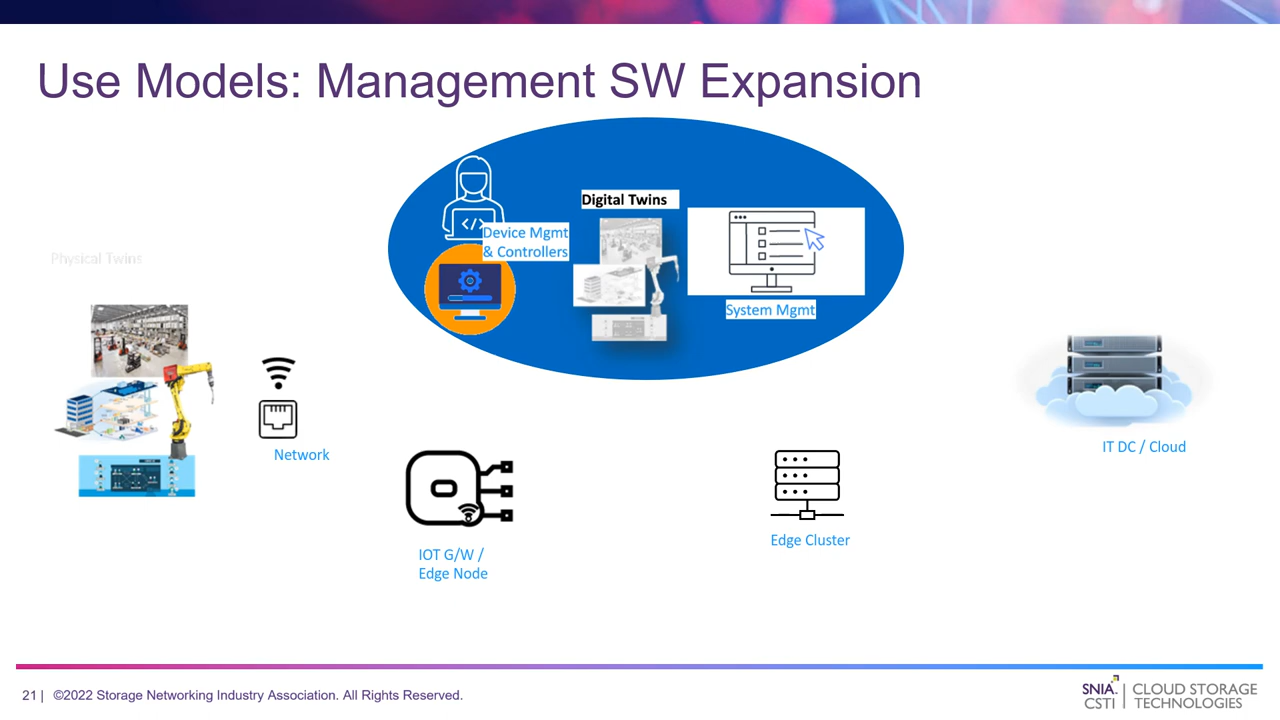 Use Models: Management SW Expansion
Digital Twins
Device Mgmt
& Controllers
System Mgmt
Physical Twins
Network
IOT G/W /
Edge Node
Edge Cluster
IT DC / Cloud
21 | ©2022 Storage Networking Industry Association. All Rights Reserved.
SNIA.
CSTI
CLOUD STORAGE
TECHNOLOGIES